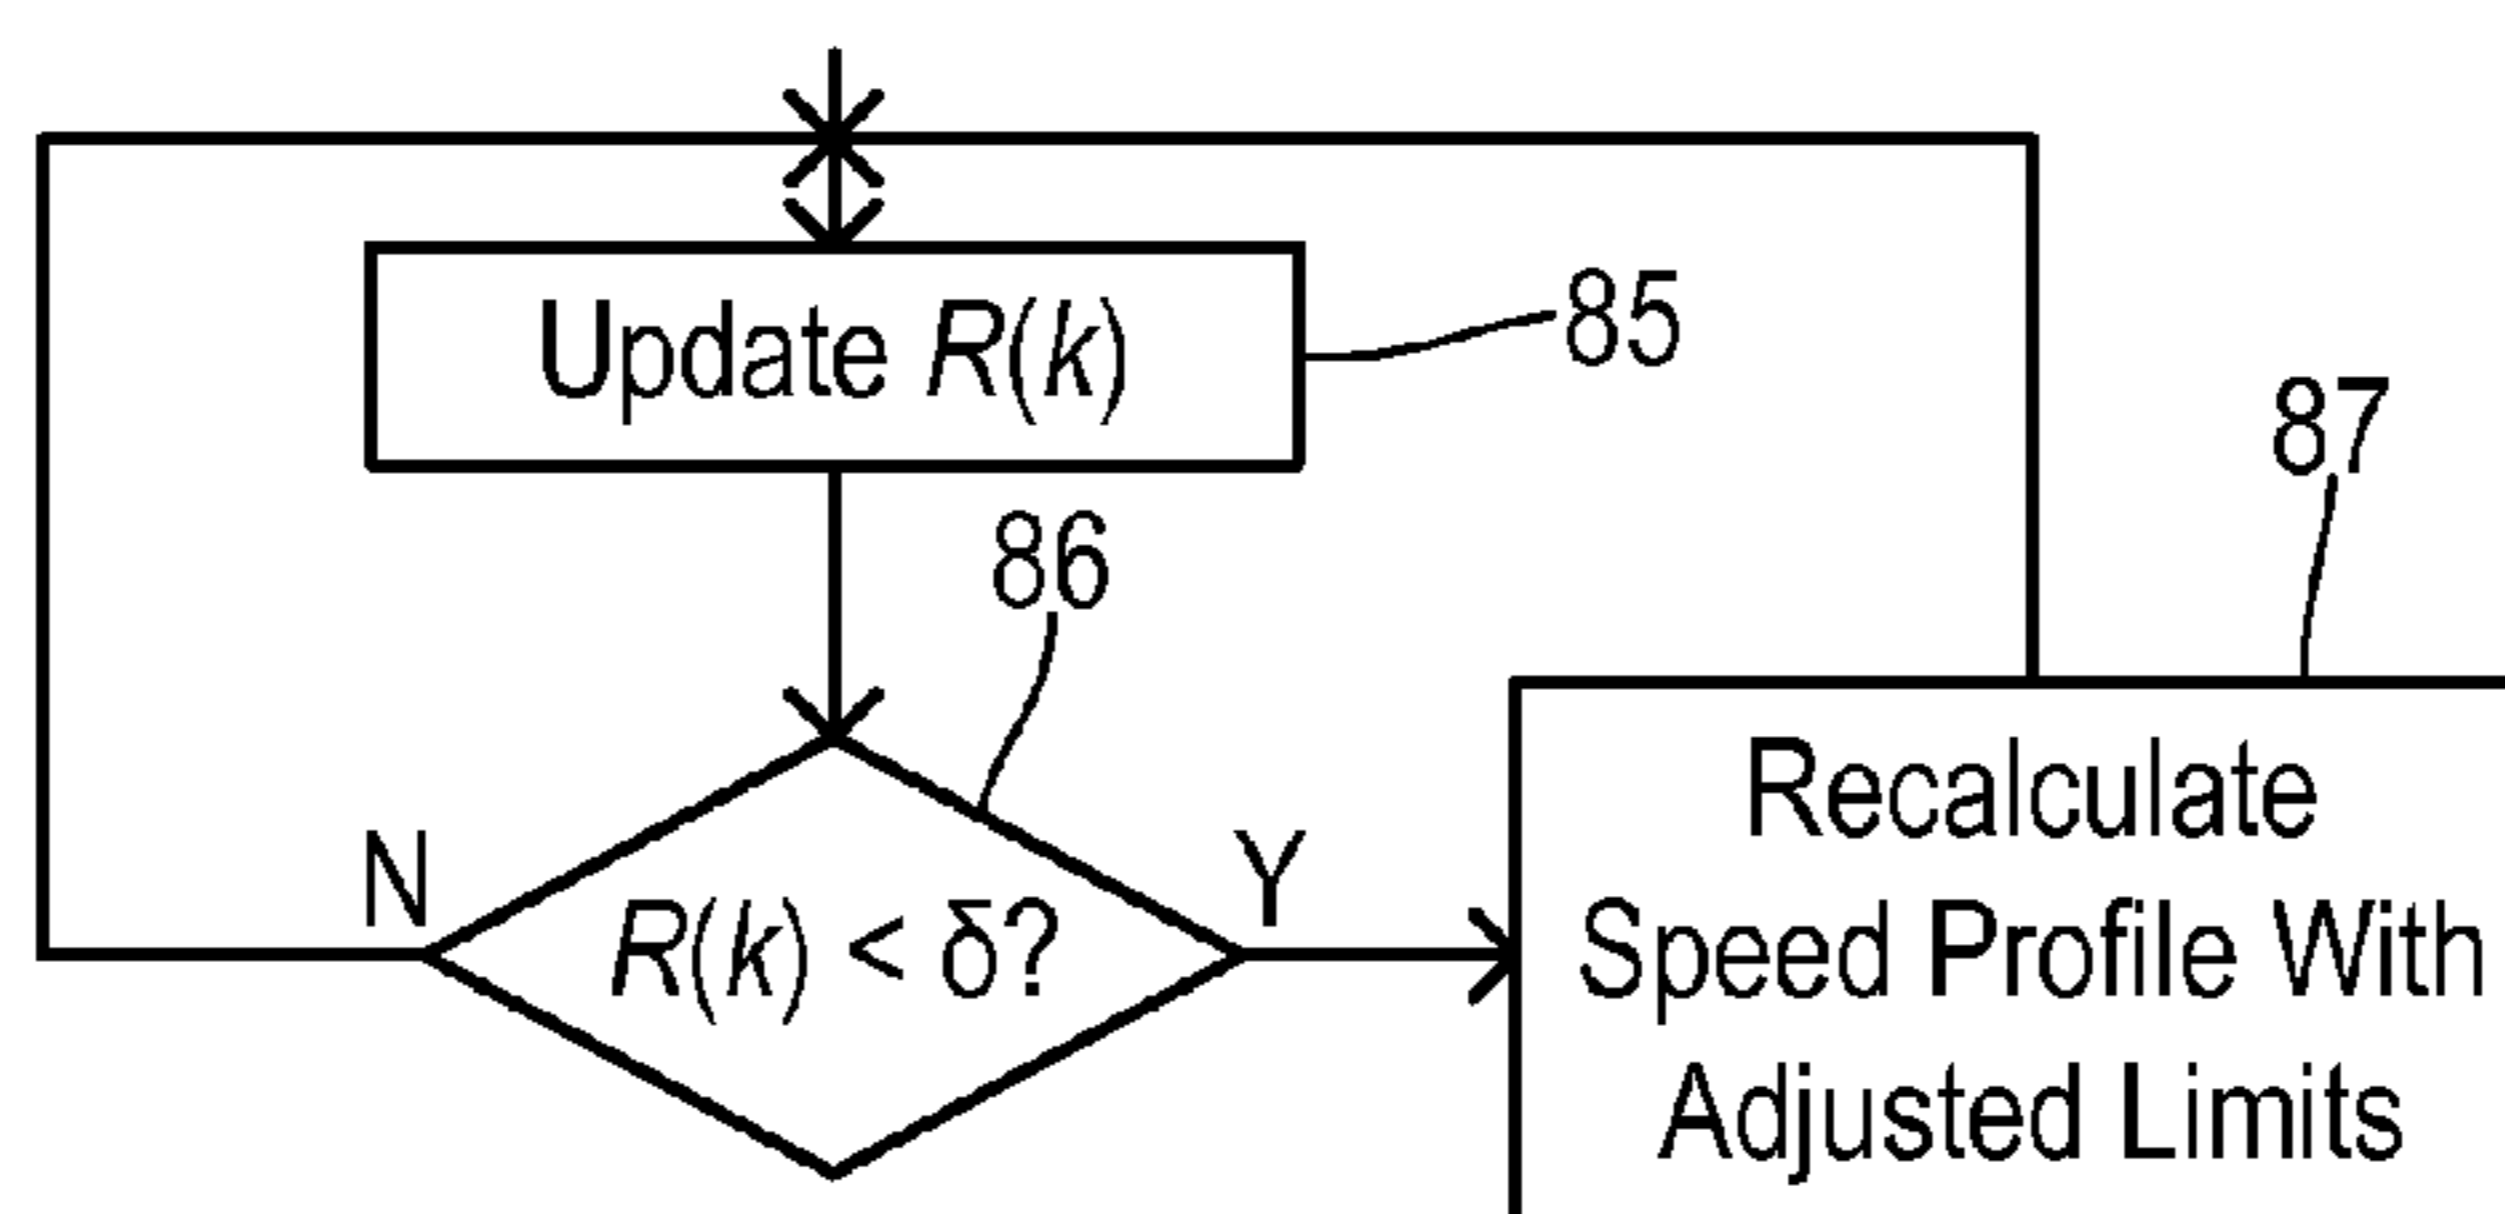 Update R(k)
85
87
86
N
R(k) < δ?
Y
Recalculate
Speed Profile With
Adjusted Limits